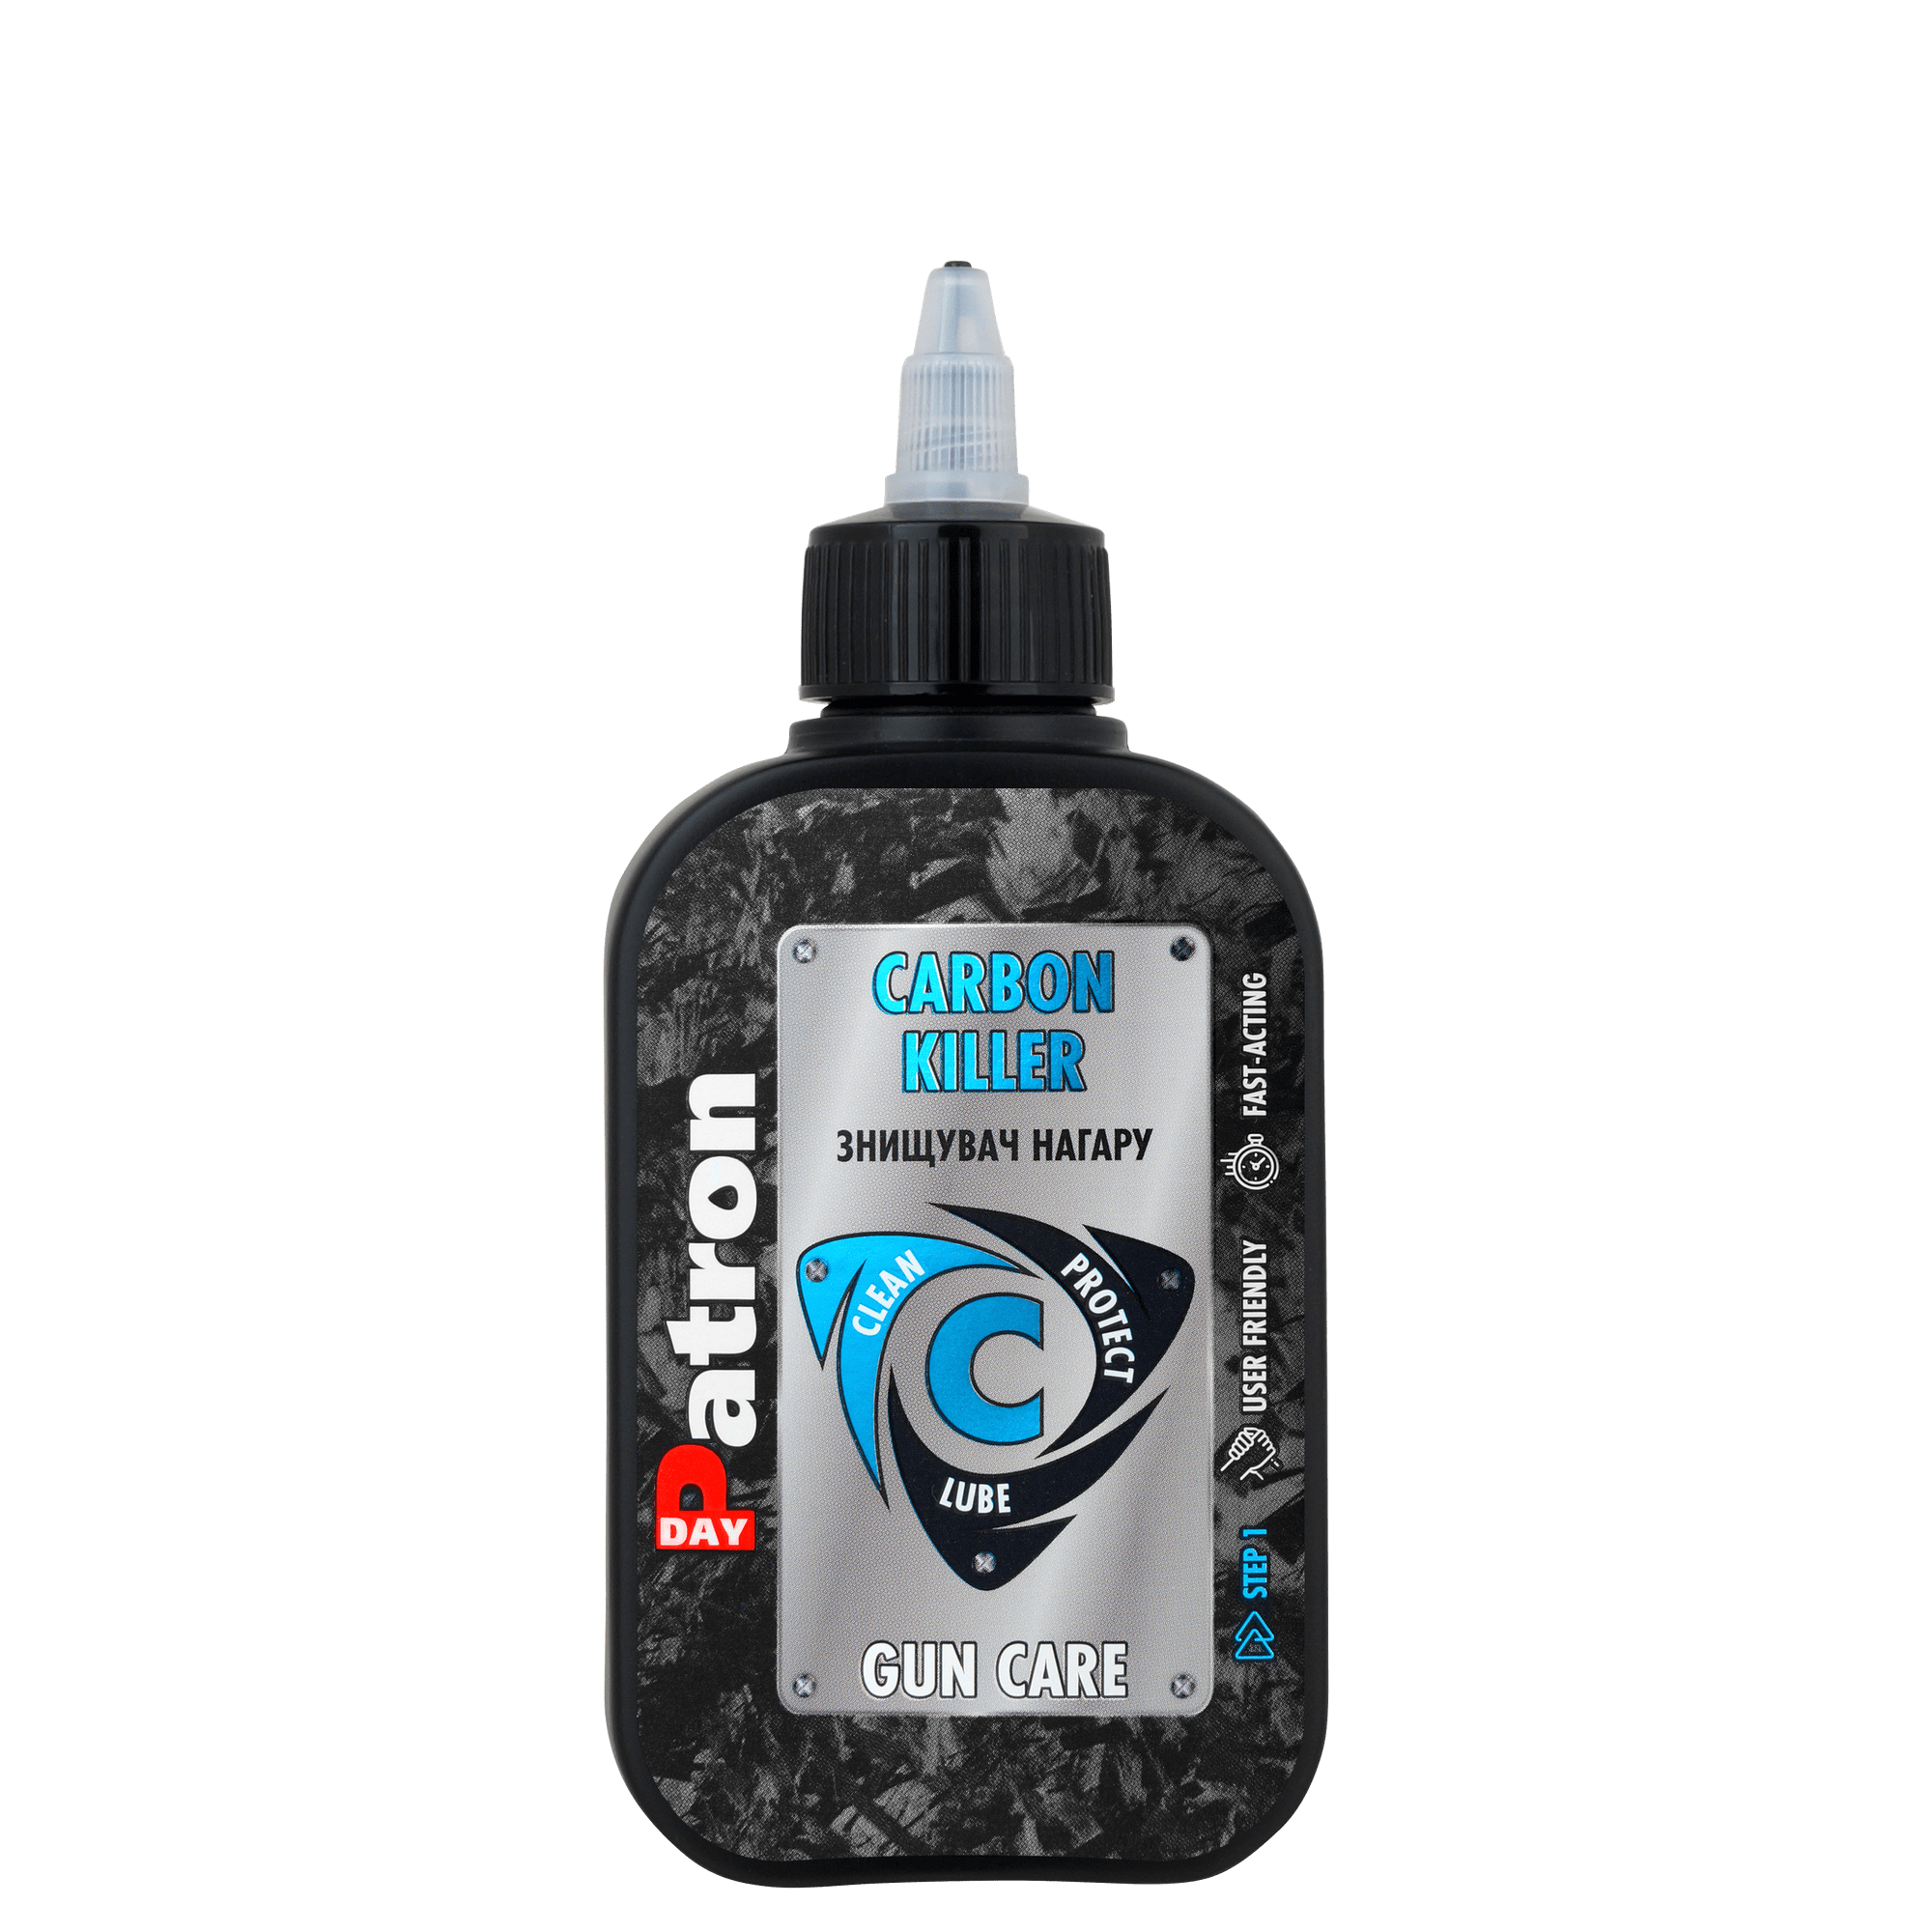 CARBON
KILLER
ЗНИЩУВАЧ НАГАРУ
CLEAN
PROTECT
C
LUBE
GUN CARE
Patron
DAY
STEP 1
USER FRIENDLY
FAST-ACTING